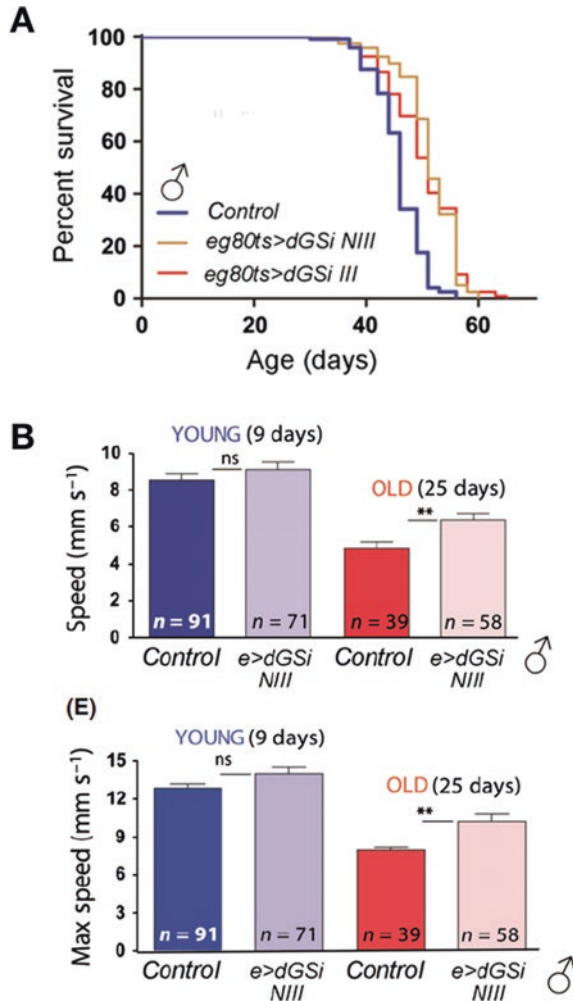 A
100
80
60
40
20
0
Percent survival
♂
Control
eg80ts>dGSi NIII
eg80ts>dGSi III
0 20 40 60
Age (days)
B
YOUNG (9 days)
ns
OLD (25 days)
**
10
8
6
4
2
0
Speed (mm s⁻¹)
n = 91 n = 71 n = 39 n = 58
Control e>dGSi Control e>dGSi ♂
NIII NIII
(E)
YOUNG (9 days)
ns
OLD (25 days)
**
15
12
9
6
3
0
Max speed (mm s⁻¹)
n = 91 n = 71 n = 39 n = 58
Control e>dGSi Control e>dGSi ♂
NIII NIII